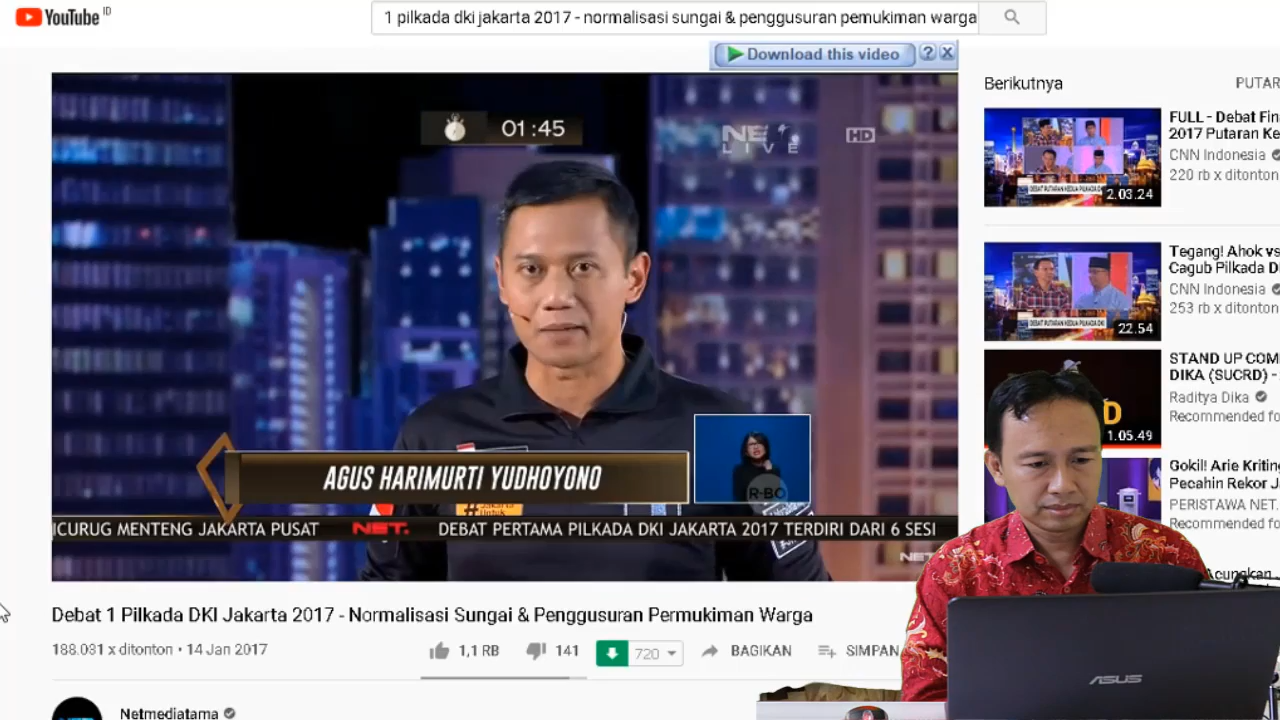 YouTube ID
1 pilkada dki jakarta 2017 - normalisasi sungai & penggusuran pemukiman warga
Download this video ? X
Berikutnya
PUTAR
01:45
NET
LIVE
HD
FULL - Debat Fin
2017 Putaran Ke
CNN Indonesia
220 rb x ditonton
2.03.24
Tegang! Ahok vs
Cagub Pilkada D
CNN Indonesia
253 rb x ditonton
22.54
STAND UP COM
DIKA (SUCRD) -
Raditya Dika
Recommended fo
D
1.05.49
Gokil! Arie Kriting
Pecahin Rekor J
PERISTAWA NET.
Recommended fo
Acungkan
AGUS HARIMURTI YUDHOYONO
R-BO
ICURUG MENTENG JAKARTA PUSAT NET. DEBAT PERTAMA PILKADA DKI JAKARTA 2017 TERDIRI DARI 6 SESI
NET
Debat 1 Pilkada DKI Jakarta 2017 - Normalisasi Sungai & Penggusuran Permukiman Warga
188.091 x ditonton • 14 Jan 2017
1,1 RB 141 720 BAGIKAN SIMPAN
Netmediatama
ASUS